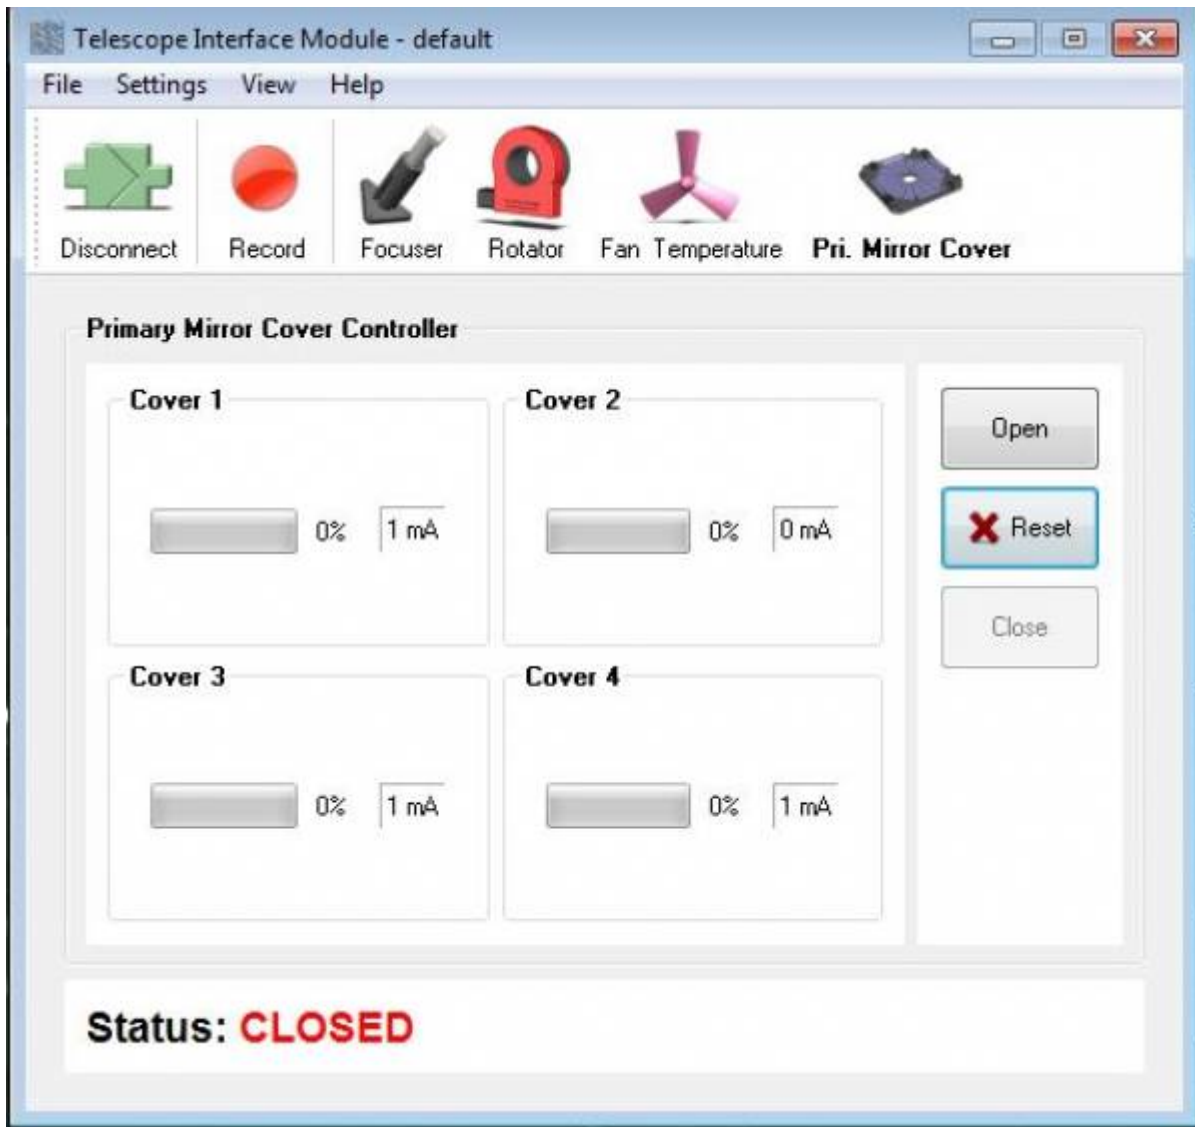 Telescope Interface Module - default
File Settings View Help
Disconnect Record Focuser Rotator Fan Temperature Pri. Mirror Cover
Primary Mirror Cover Controller
Cover 1
0% 1 mA
Cover 2
0% 0 mA
Cover 3
0% 1 mA
Cover 4
0% 1 mA
Open
Reset
Close
Status: CLOSED